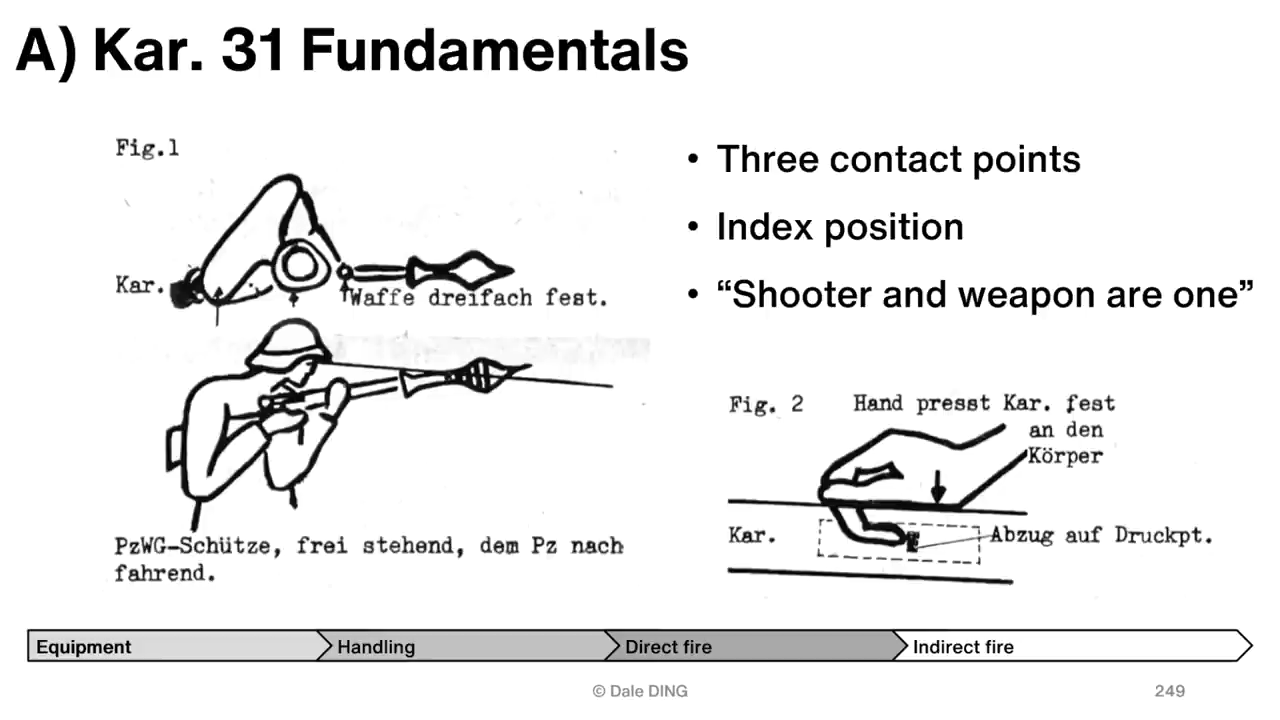 A) Kar. 31 Fundamentals
Fig.1
Kar.
Waffe dreifach fest.
PzWG-Schütze, frei stehend, dem Pz nach
fahrend.
• Three contact points
• Index position
• “Shooter and weapon are one”
Fig. 2 Hand presst Kar. fest
an den
Körper
Kar.
Abzug auf Druckpt.
Equipment
Handling
Direct fire
Indirect fire
© Dale DING
249